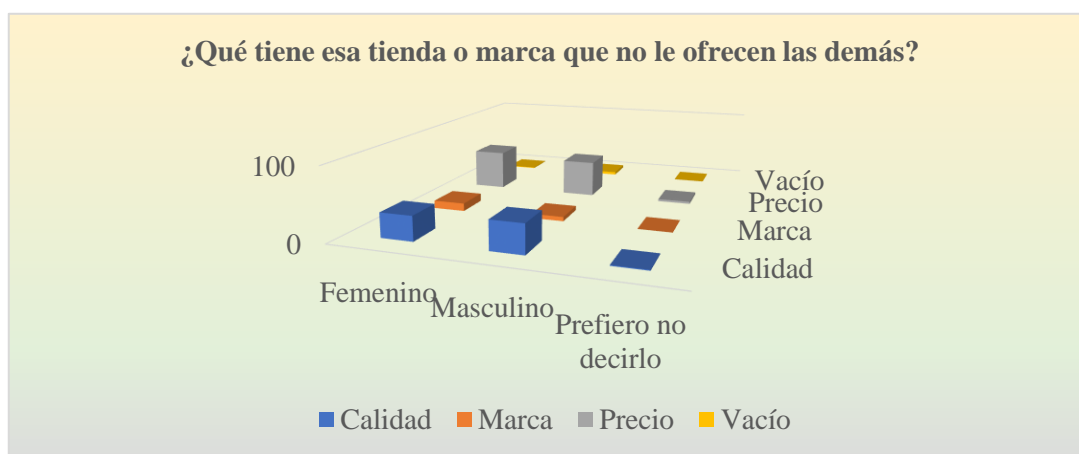 ¿Qué tiene esa tienda o marca que no le ofrecen las demás?
100
0
Vacío
Precio
Marca
Calidad
Femenino
Masculino
Prefiero no
decirlo
Calidad Marca Precio Vacío